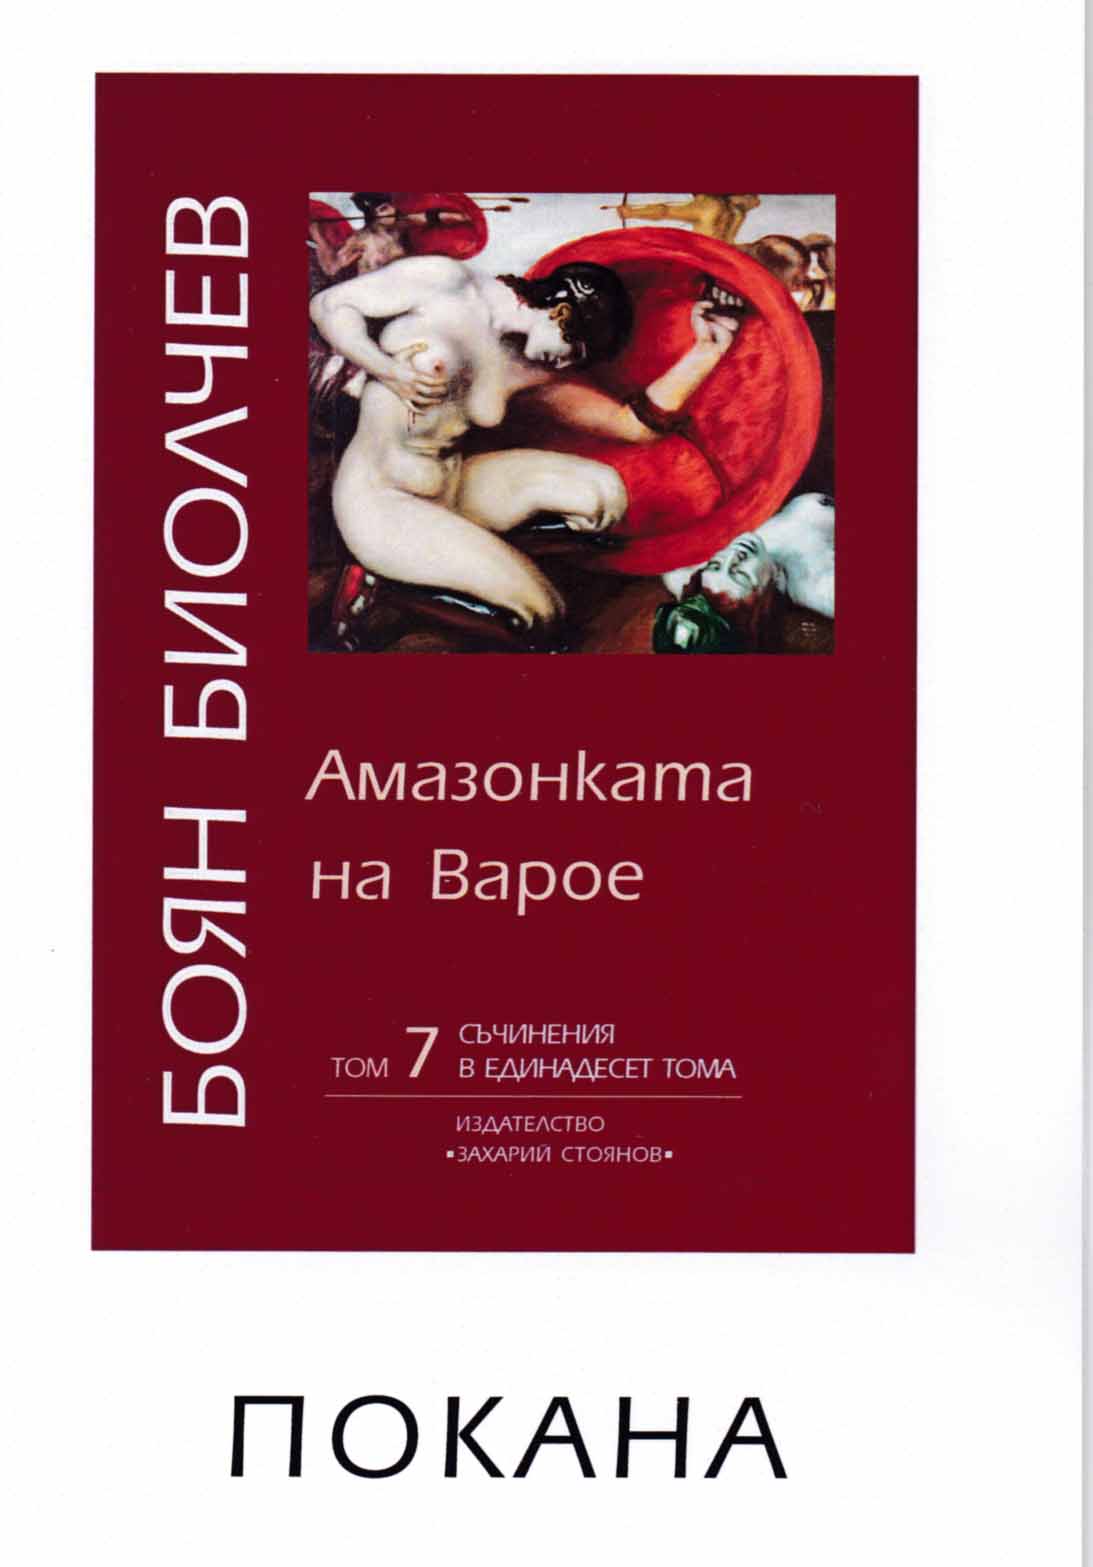 БОЯН БИОЛЧЕВ
Амазонката
на Варое
ТОМ 7 СЪЧИНЕНИЯ
В ЕДИНАДЕСЕТ ТОМА
ИЗДАТЕЛСТВО
▪ЗАХАРИЙ СТОЯНОВ▪
ПОКАНА